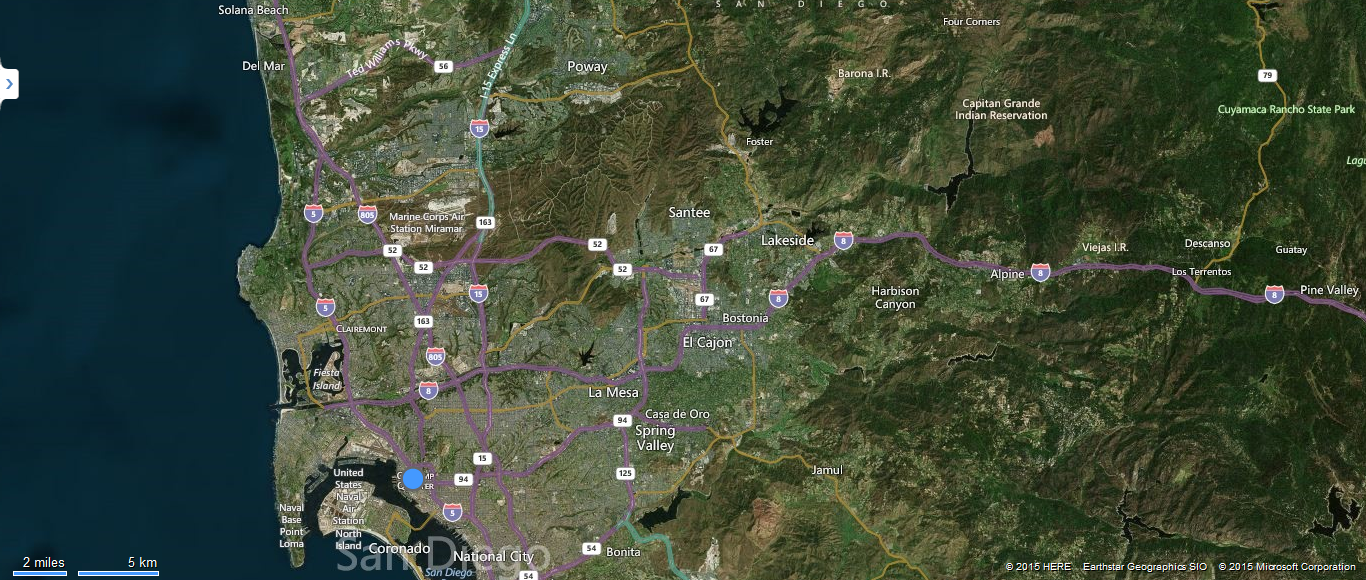 SAN DIEGO
Solana Beach
Four Corners
Ted Williams Pkwy
56
I-15 Express Ln
Del Mar
Poway
Barona I.R.
79
Capitan Grande
Indian Reservation
Cuyamaca Rancho State Park
15
Foster
5
805
Marine Corps Air
Station Miramar
163
Santee
52
52
52
67
Lakeside
8
Viejas I.R.
Descanso
Guatay
52
Alpine
8
Los Terrentos
15
67
8
Harbison
Canyon
8
Pine Valley
5
163
CLAIREMONT
Bostonia
El Cajon
805
Fiesta
Island
8
La Mesa
94
Casa de Oro
Spring
Valley
15
United
States
Naval
Air
Station
North
Island
94
125
Jamul
Naval
Base
Point
Loma
5
Coronado
San Diego
National City
54
Bonita
San Diego
54
2 miles
5 km
© 2015 HERE
Earthstar Geographics SIO
© 2015 Microsoft Corporation